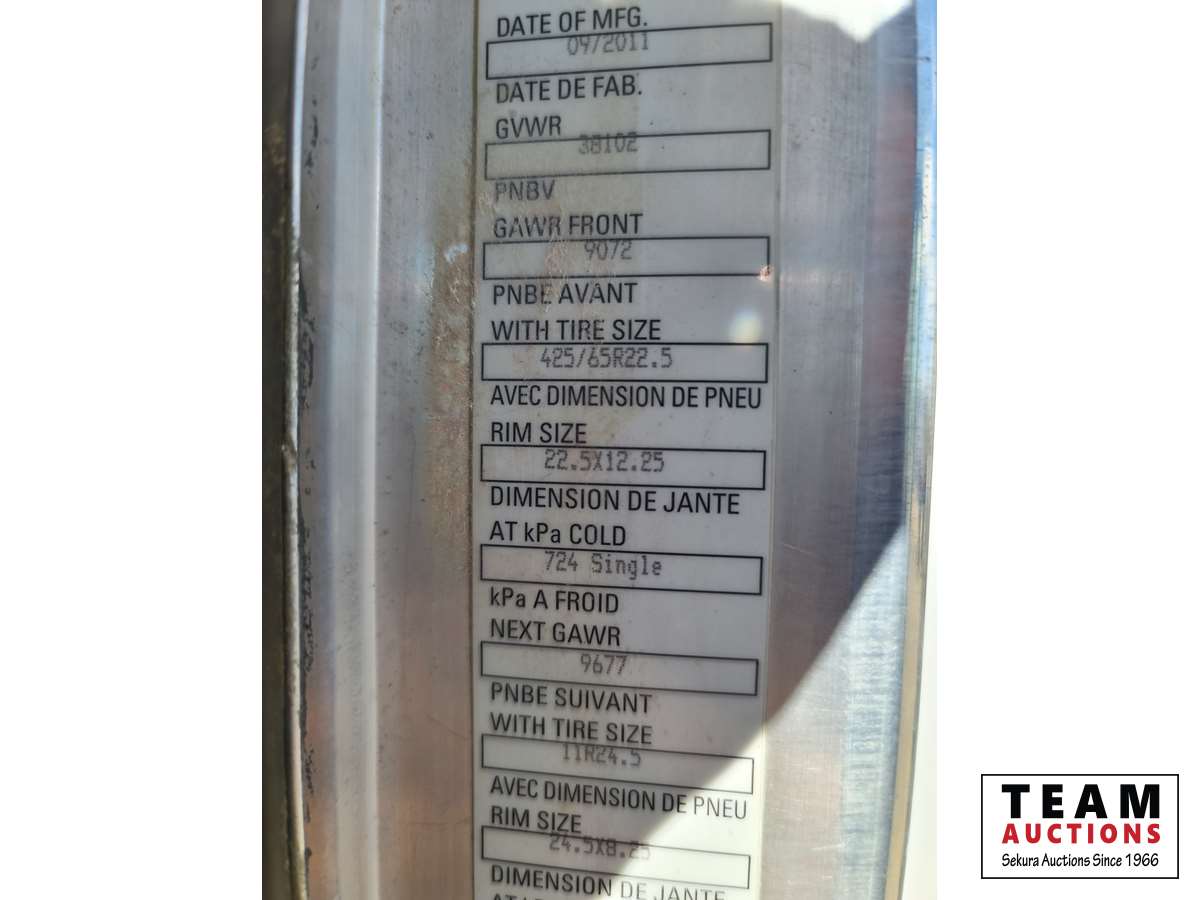 DATE OF MFG.
09/2011
DATE DE FAB.
GVWR
38102
PNBV
GAWR FRONT
9072
PNBE AVANT
WITH TIRE SIZE
425/65R22.5
AVEC DIMENSION DE PNEU
RIM SIZE
22.5X12.25
DIMENSION DE JANTE
AT kPa COLD
724 Single
kPa A FROID
NEXT GAWR
9677
PNBE SUIVANT
WITH TIRE SIZE
11R24.5
AVEC DIMENSION DE PNEU
RIM SIZE
24.5X8.25
DIMENSION DE JANTE
TEAM
AUCTIONS
Sekura Auctions Since 1966